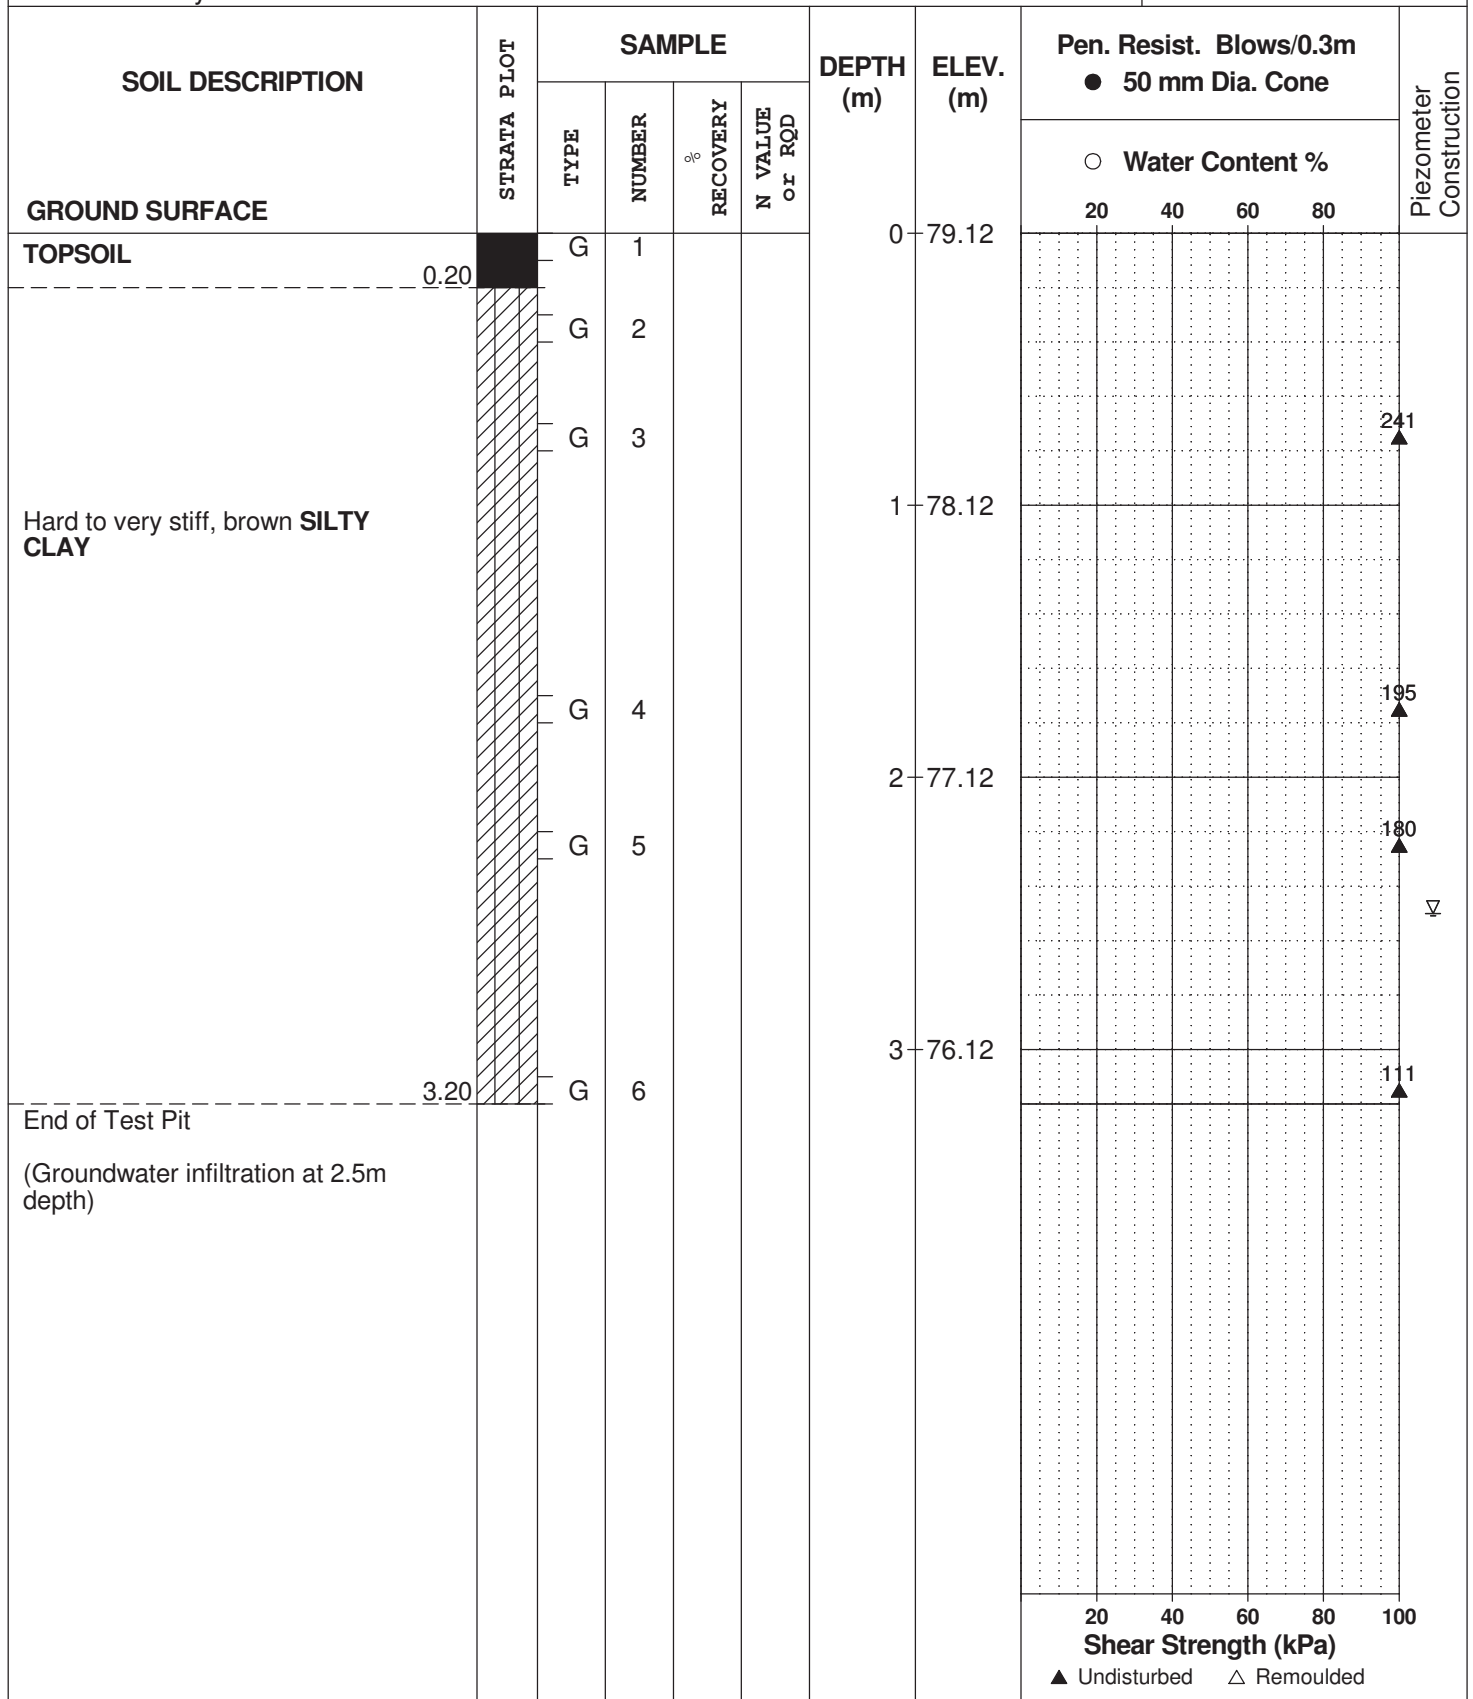 SOIL DESCRIPTION
GROUND SURFACE
STRATA PLOT
SAMPLE
TYPE
NUMBER
%
RECOVERY
N VALUE
or RQD
DEPTH
(m)
ELEV.
(m)
Pen. Resist. Blows/0.3m
● 50 mm Dia. Cone
○ Water Content %
20 40 60 80
Piezometer
Construction
TOPSOIL
0.20
G 1
0 79.12
G 2
G 3
241
Hard to very stiff, brown SILTY
CLAY
1 78.12
G 4
195
2 77.12
G 5
180
3 76.12
3.20
G 6
111
End of Test Pit
(Groundwater infiltration at 2.5m
depth)
20 40 60 80 100
Shear Strength (kPa)
▲ Undisturbed △ Remoulded